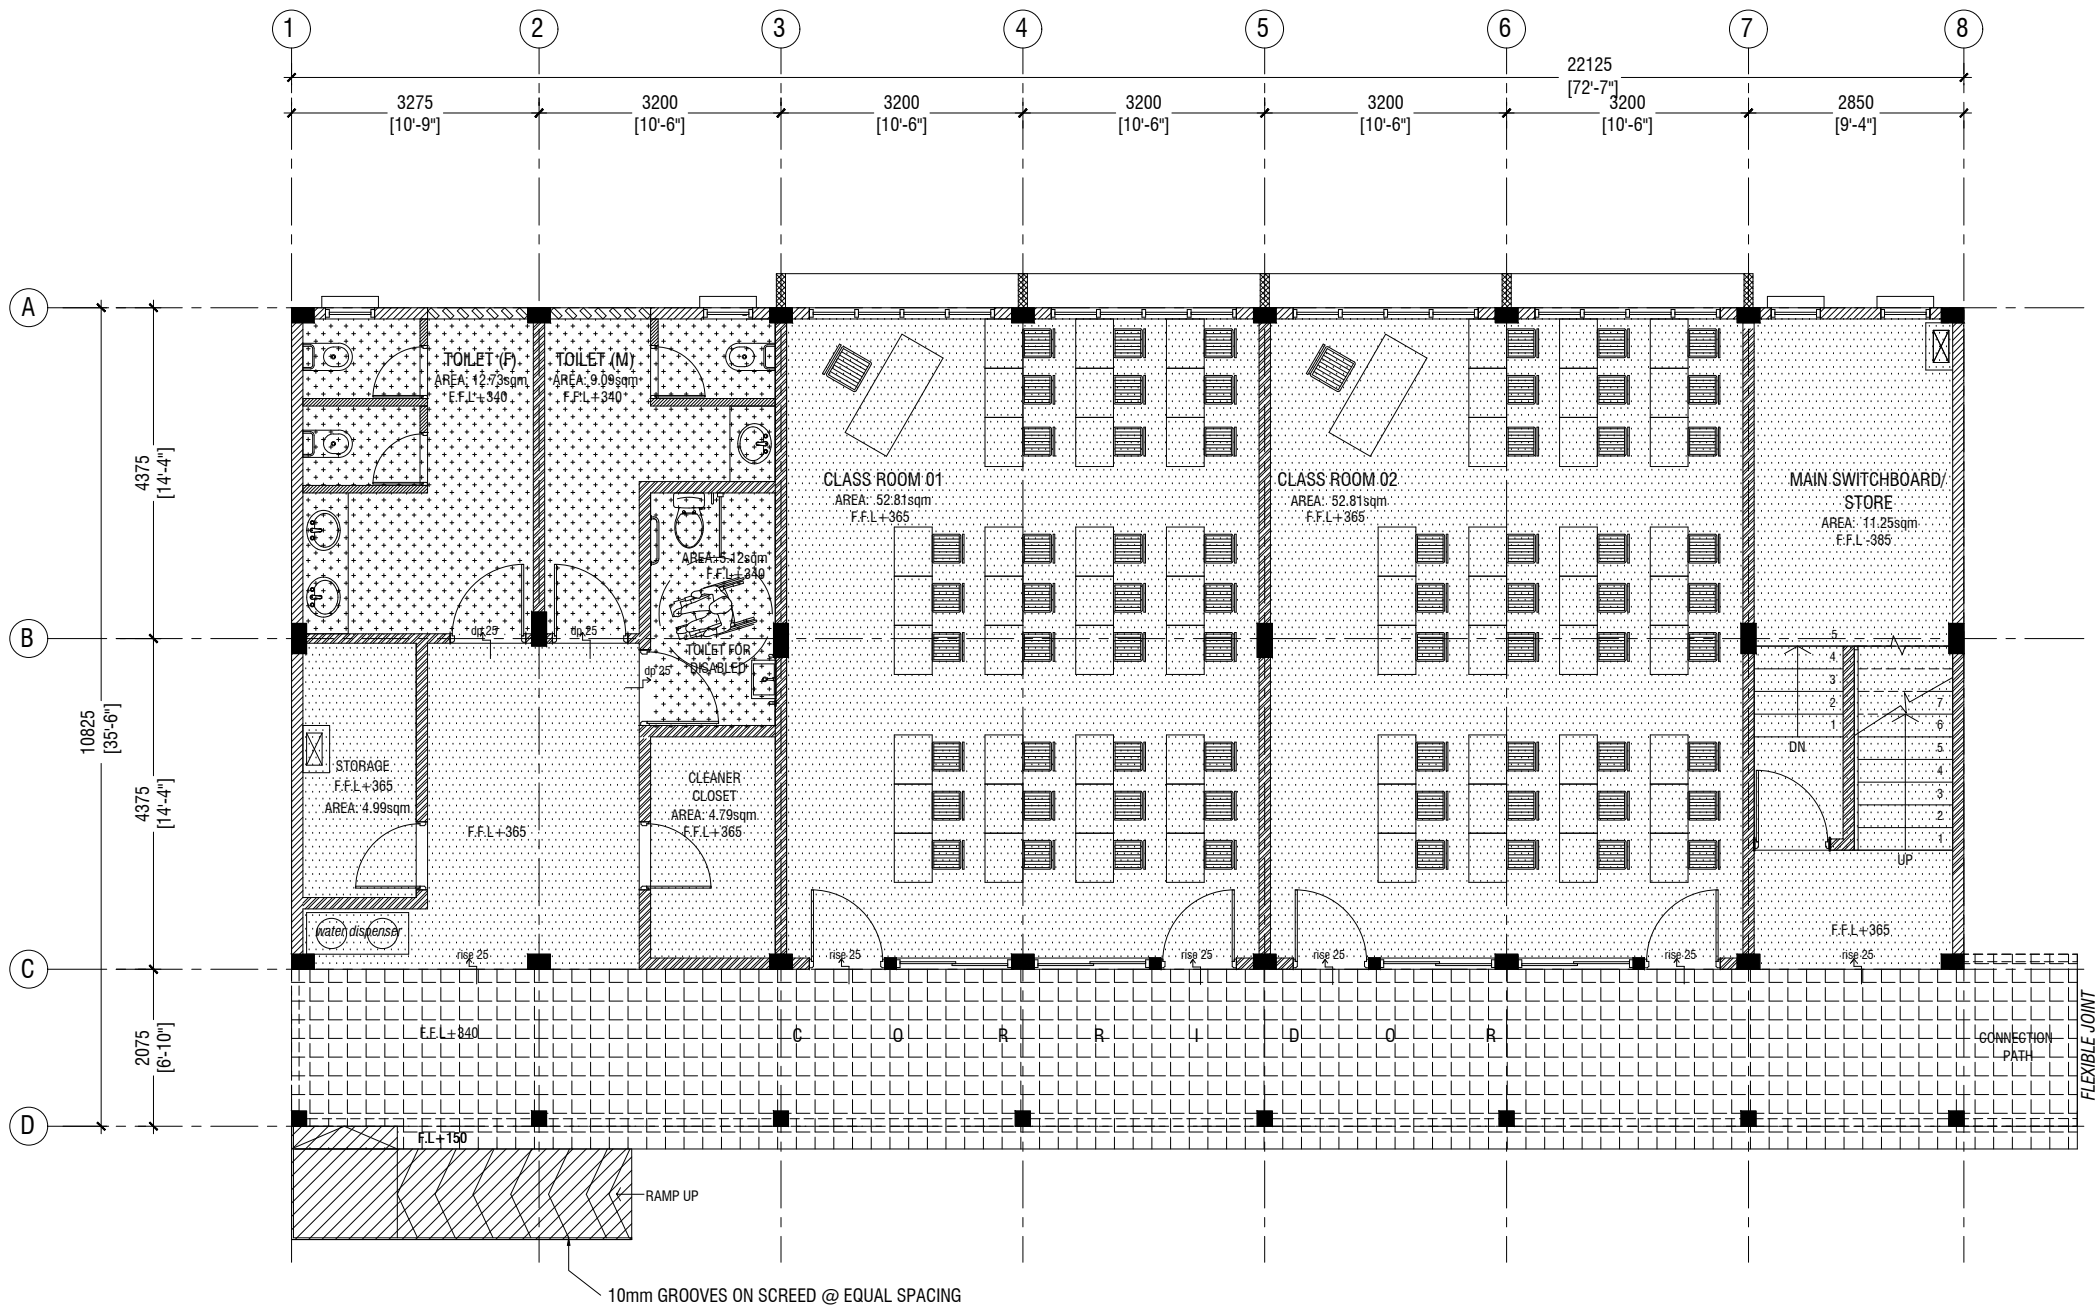 1 2 3 4 5 6 7 8
22125
[72'-7"]
3275 3200 3200 3200 3200 3200 2850
[10'-9"] [10'-6"] [10'-6"] [10'-6"] [10'-6"] [10'-6"] [9'-4"]
A
TOILET (F)
AREA: 12.73sqm
F.F.L+340
TOILET (M)
AREA: 9.09sqm
F.F.L+340
4375
[14'-4"]
CLASS ROOM 01
AREA: 52.81sqm
F.F.L+365
CLASS ROOM 02
AREA: 52.81sqm
F.F.L+365
MAIN SWITCHBOARD/
STORE
AREA: 11.25sqm
F.F.L -385
AREA: 5.12sqm
F.F.L+340
TOILET FOR
DISABLED
B
dp 25
dp 25
dp 25
10825
[35'-6"]
5
4
3
2
1
DN
7
6
5
4
3
2
1
UP
4375
[14'-4"]
STORAGE
F.F.L+365
AREA: 4.99sqm
F.F.L+365
CLEANER
CLOSET
AREA: 4.79sqm
F.F.L+365
water dispenser
F.F.L+365
C
rise 25
rise 25
rise 25
rise 25
rise 25
rise 25
2075
[6'-10"]
F.F.L+340
C O R R I D O R
CONNECTION
PATH
FLEXIBLE JOINT
D
F.L+150
RAMP UP
10mm GROOVES ON SCREED @ EQUAL SPACING